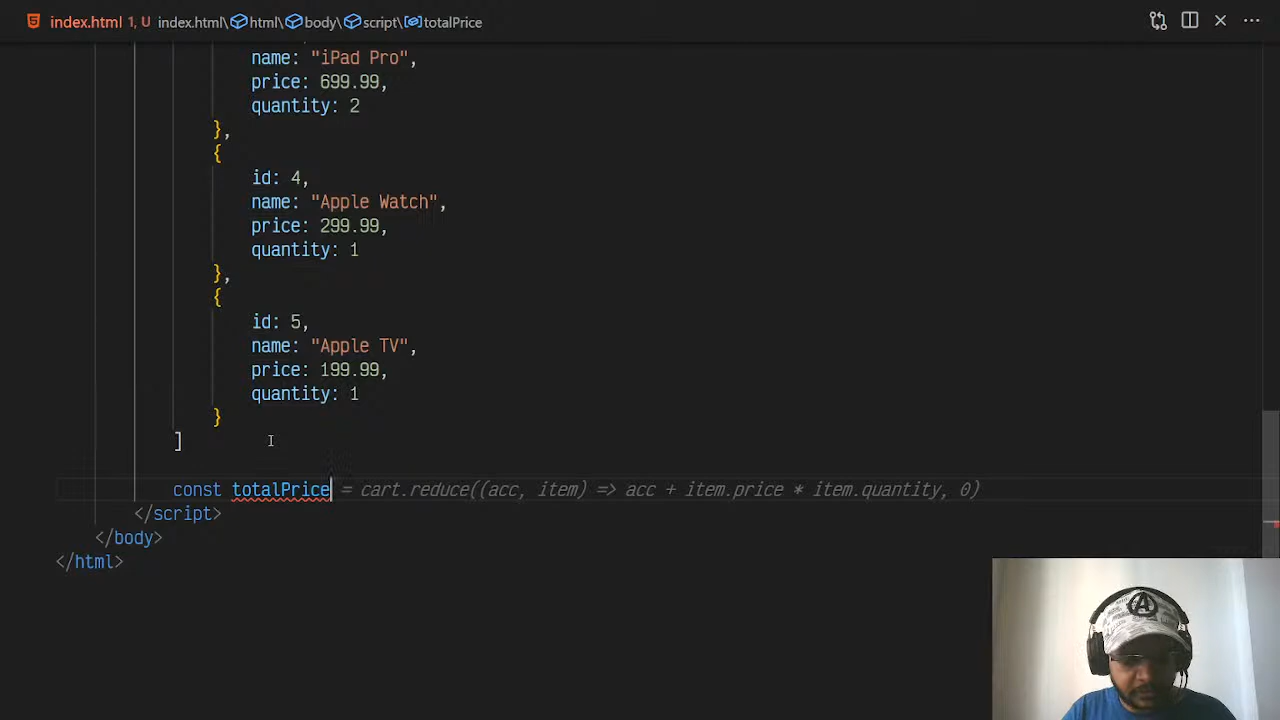 index.html 1, U index.html\html\body\script\totalPrice
name: "iPad Pro",
price: 699.99,
quantity: 2
},
{
id: 4,
name: "Apple Watch",
price: 299.99,
quantity: 1
},
{
id: 5,
name: "Apple TV",
price: 199.99,
quantity: 1
}
]
const totalPrice = cart.reduce((acc, item) => acc + item.price * item.quantity, 0)
</script>
</body>
</html>